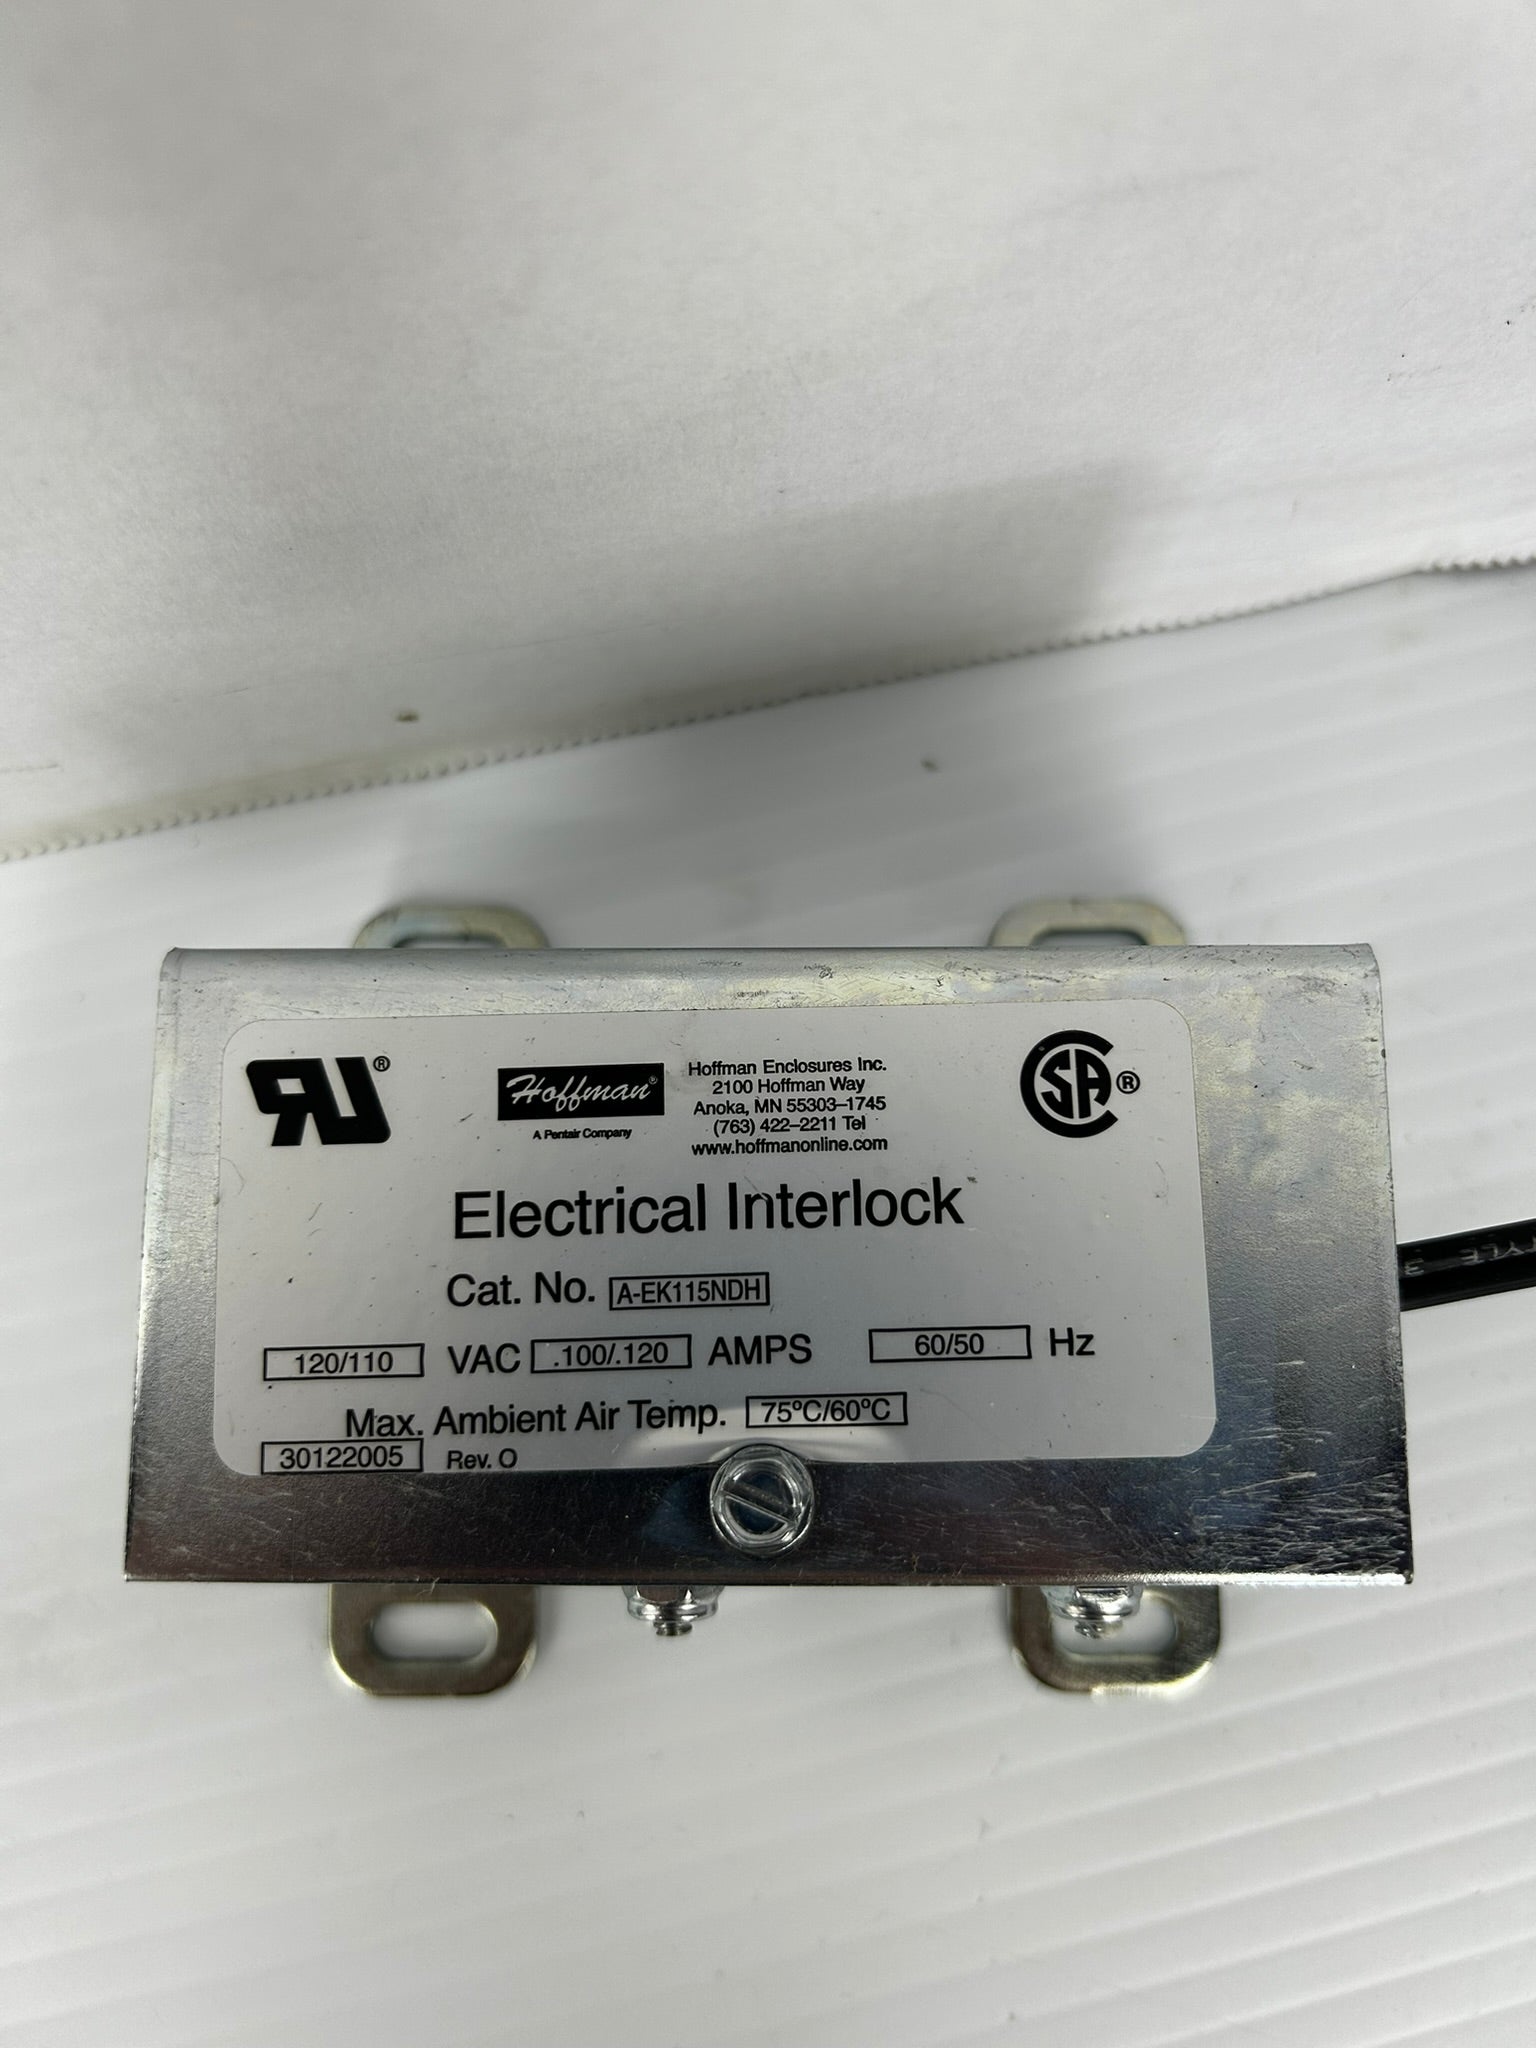 RU®
Hoffman®
A Pentair Company
Hoffman Enclosures Inc.
2100 Hoffman Way
Anoka, MN 55303-1745
(763) 422-2211 Tel
www.hoffmanonline.com
SA®
Electrical Interlock
Cat. No. A-EK115NDH
120/110 VAC .100/.120 AMPS 60/50 Hz
Max. Ambient Air Temp. 75°C/60°C
30122005 Rev. O